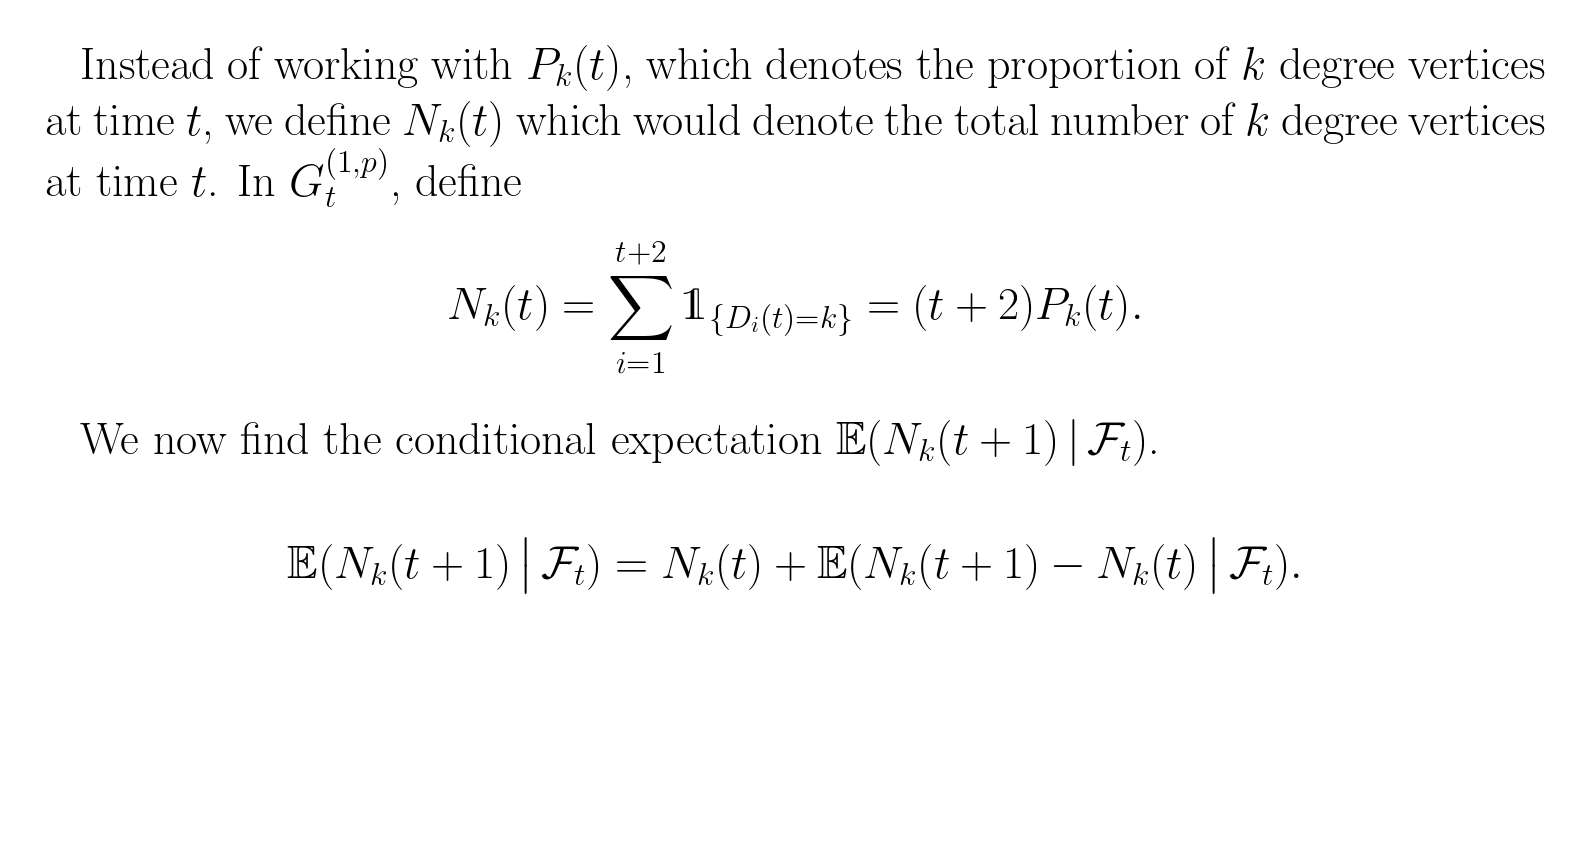 Instead of working with $P_k(t)$, which denotes the proportion of $k$ degree vertices
at time $t$, we define $N_k(t)$ which would denote the total number of $k$ degree vertices
at time $t$. In $G_t^{(1,p)}$, define
$N_k(t) = \sum_{i=1}^{t+2} \mathbb{1}_{\{D_i(t)=k\}} = (t+2)P_k(t).$
We now find the conditional expectation $\mathbb{E}(N_k(t+1) \mid \mathcal{F}_t)$.
$\mathbb{E}(N_k(t+1) \mid \mathcal{F}_t) = N_k(t) + \mathbb{E}(N_k(t+1) - N_k(t) \mid \mathcal{F}_t).$